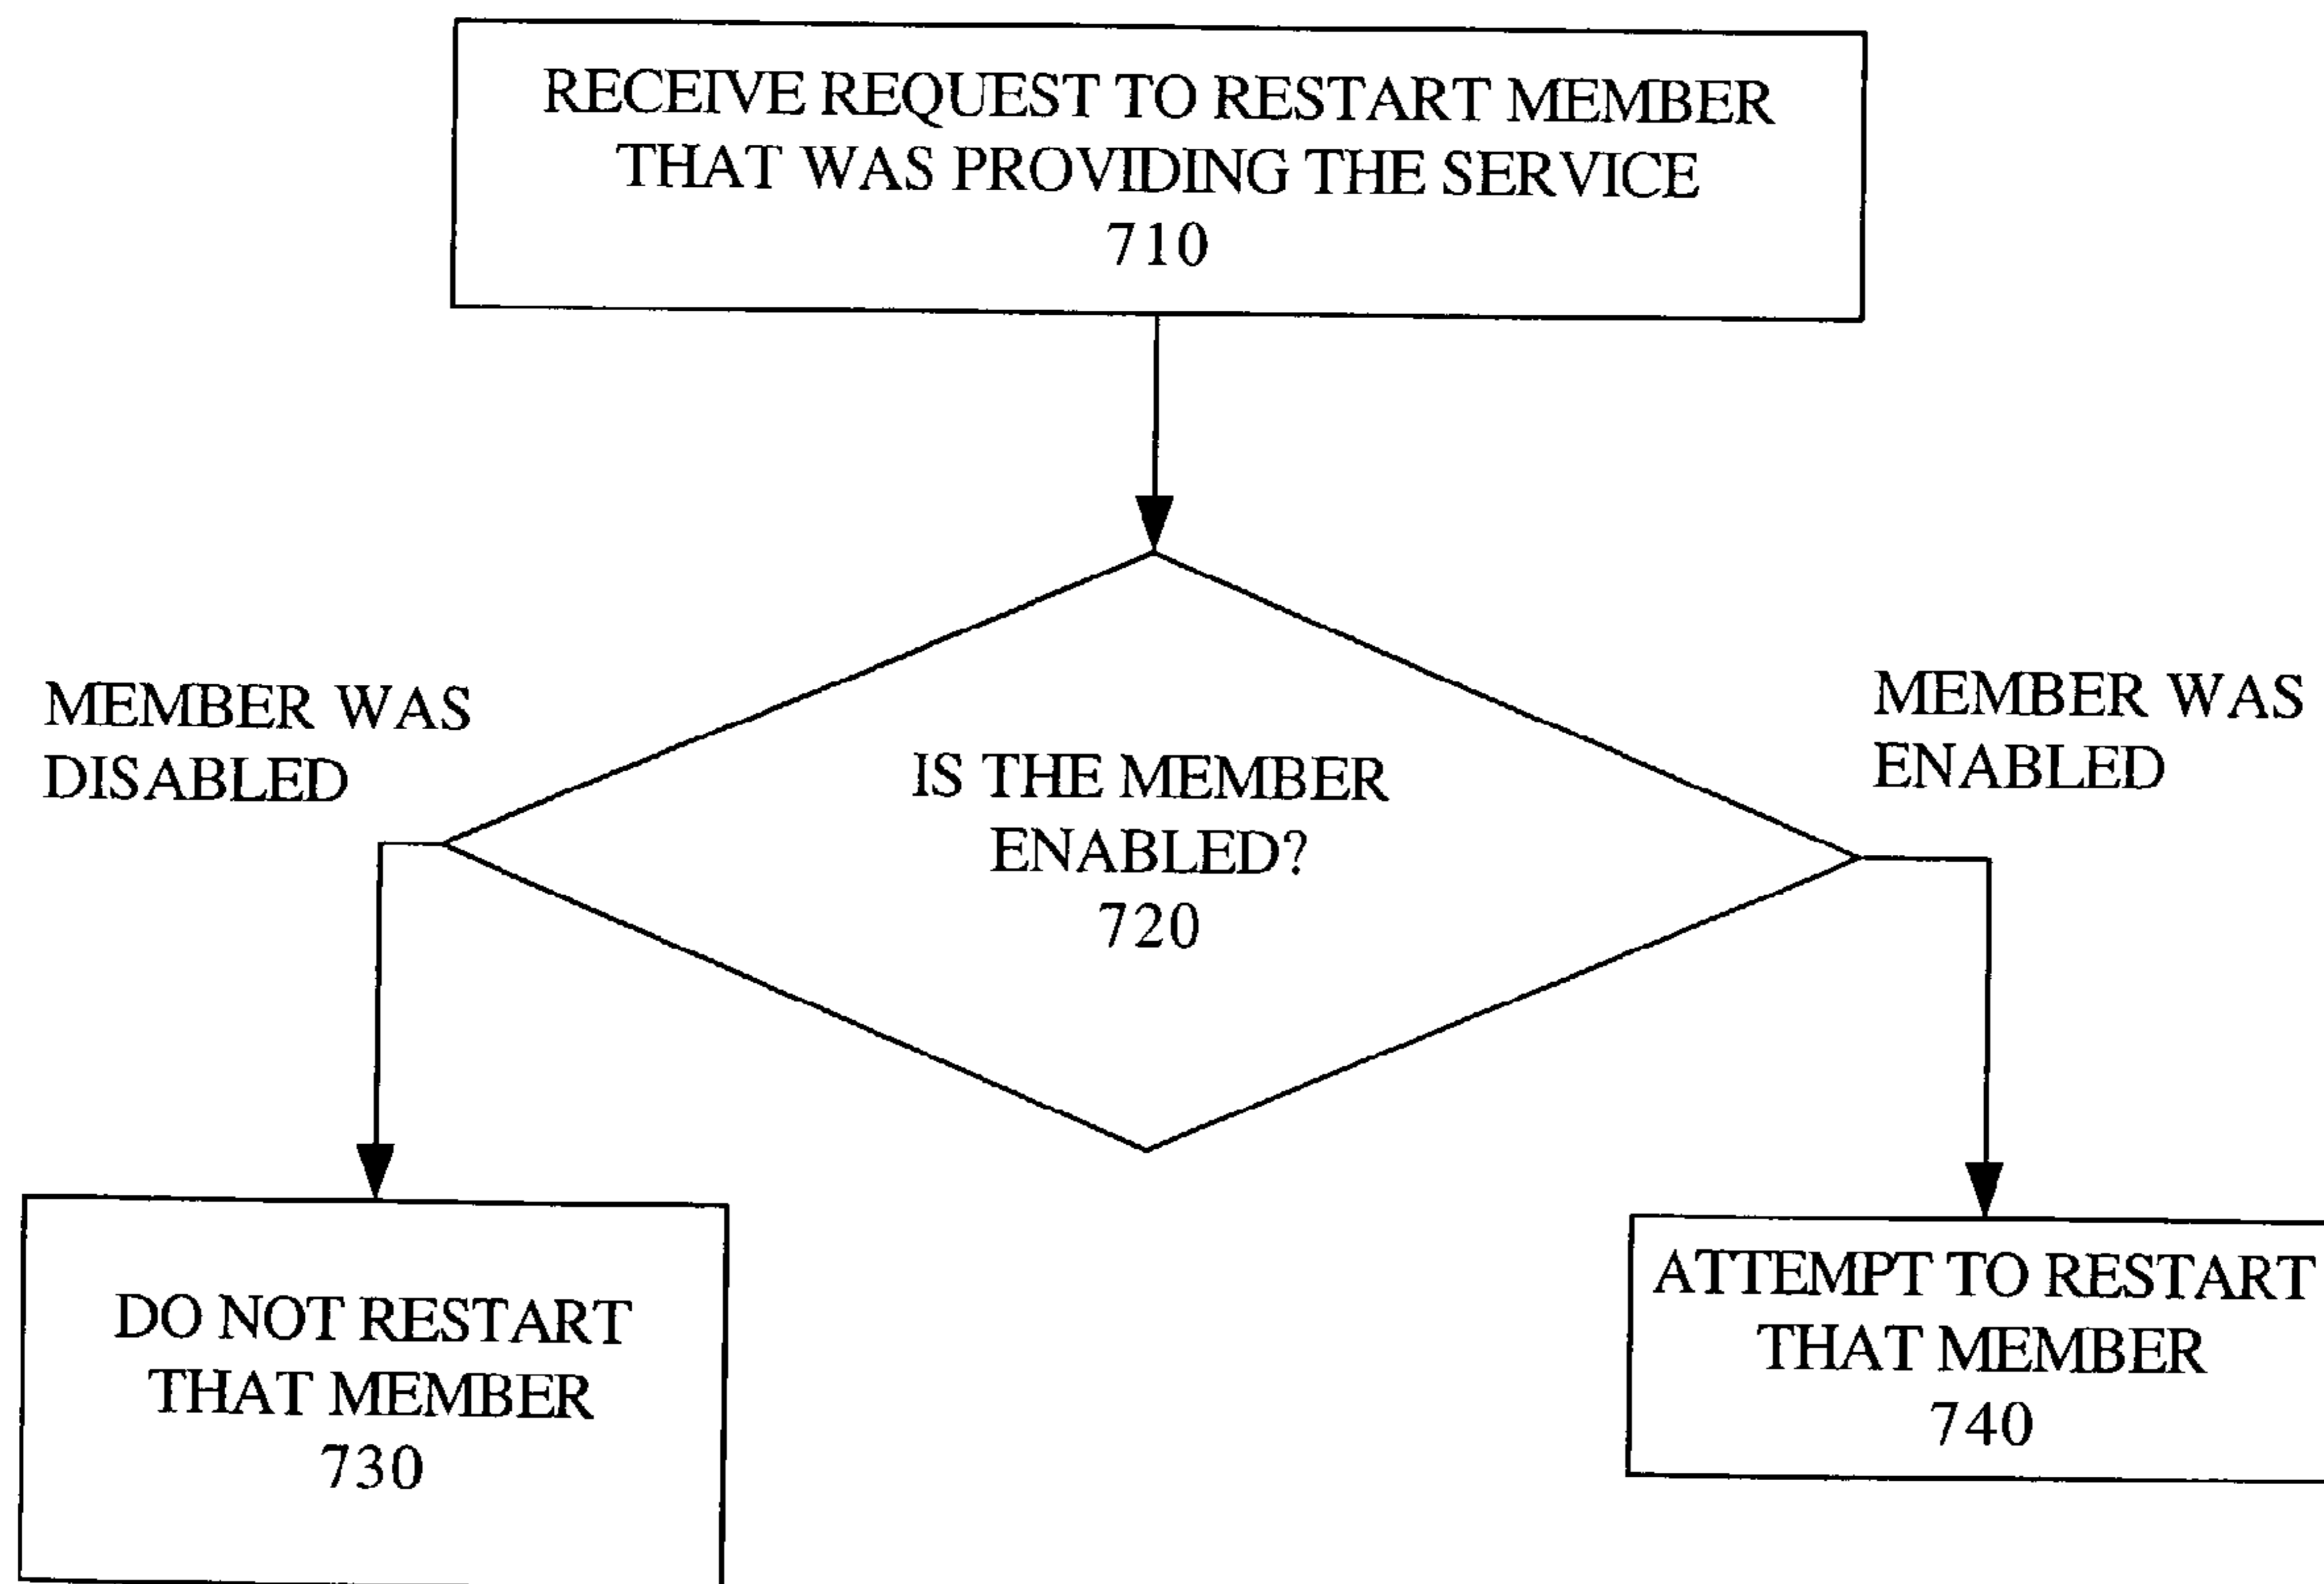 RECEIVE REQUEST TO RESTART MEMBER
THAT WAS PROVIDING THE SERVICE
710
MEMBER WAS
DISABLED
IS THE MEMBER
ENABLED?
720
MEMBER WAS
ENABLED
DO NOT RESTART
THAT MEMBER
730
ATTEMPT TO RESTART
THAT MEMBER
740